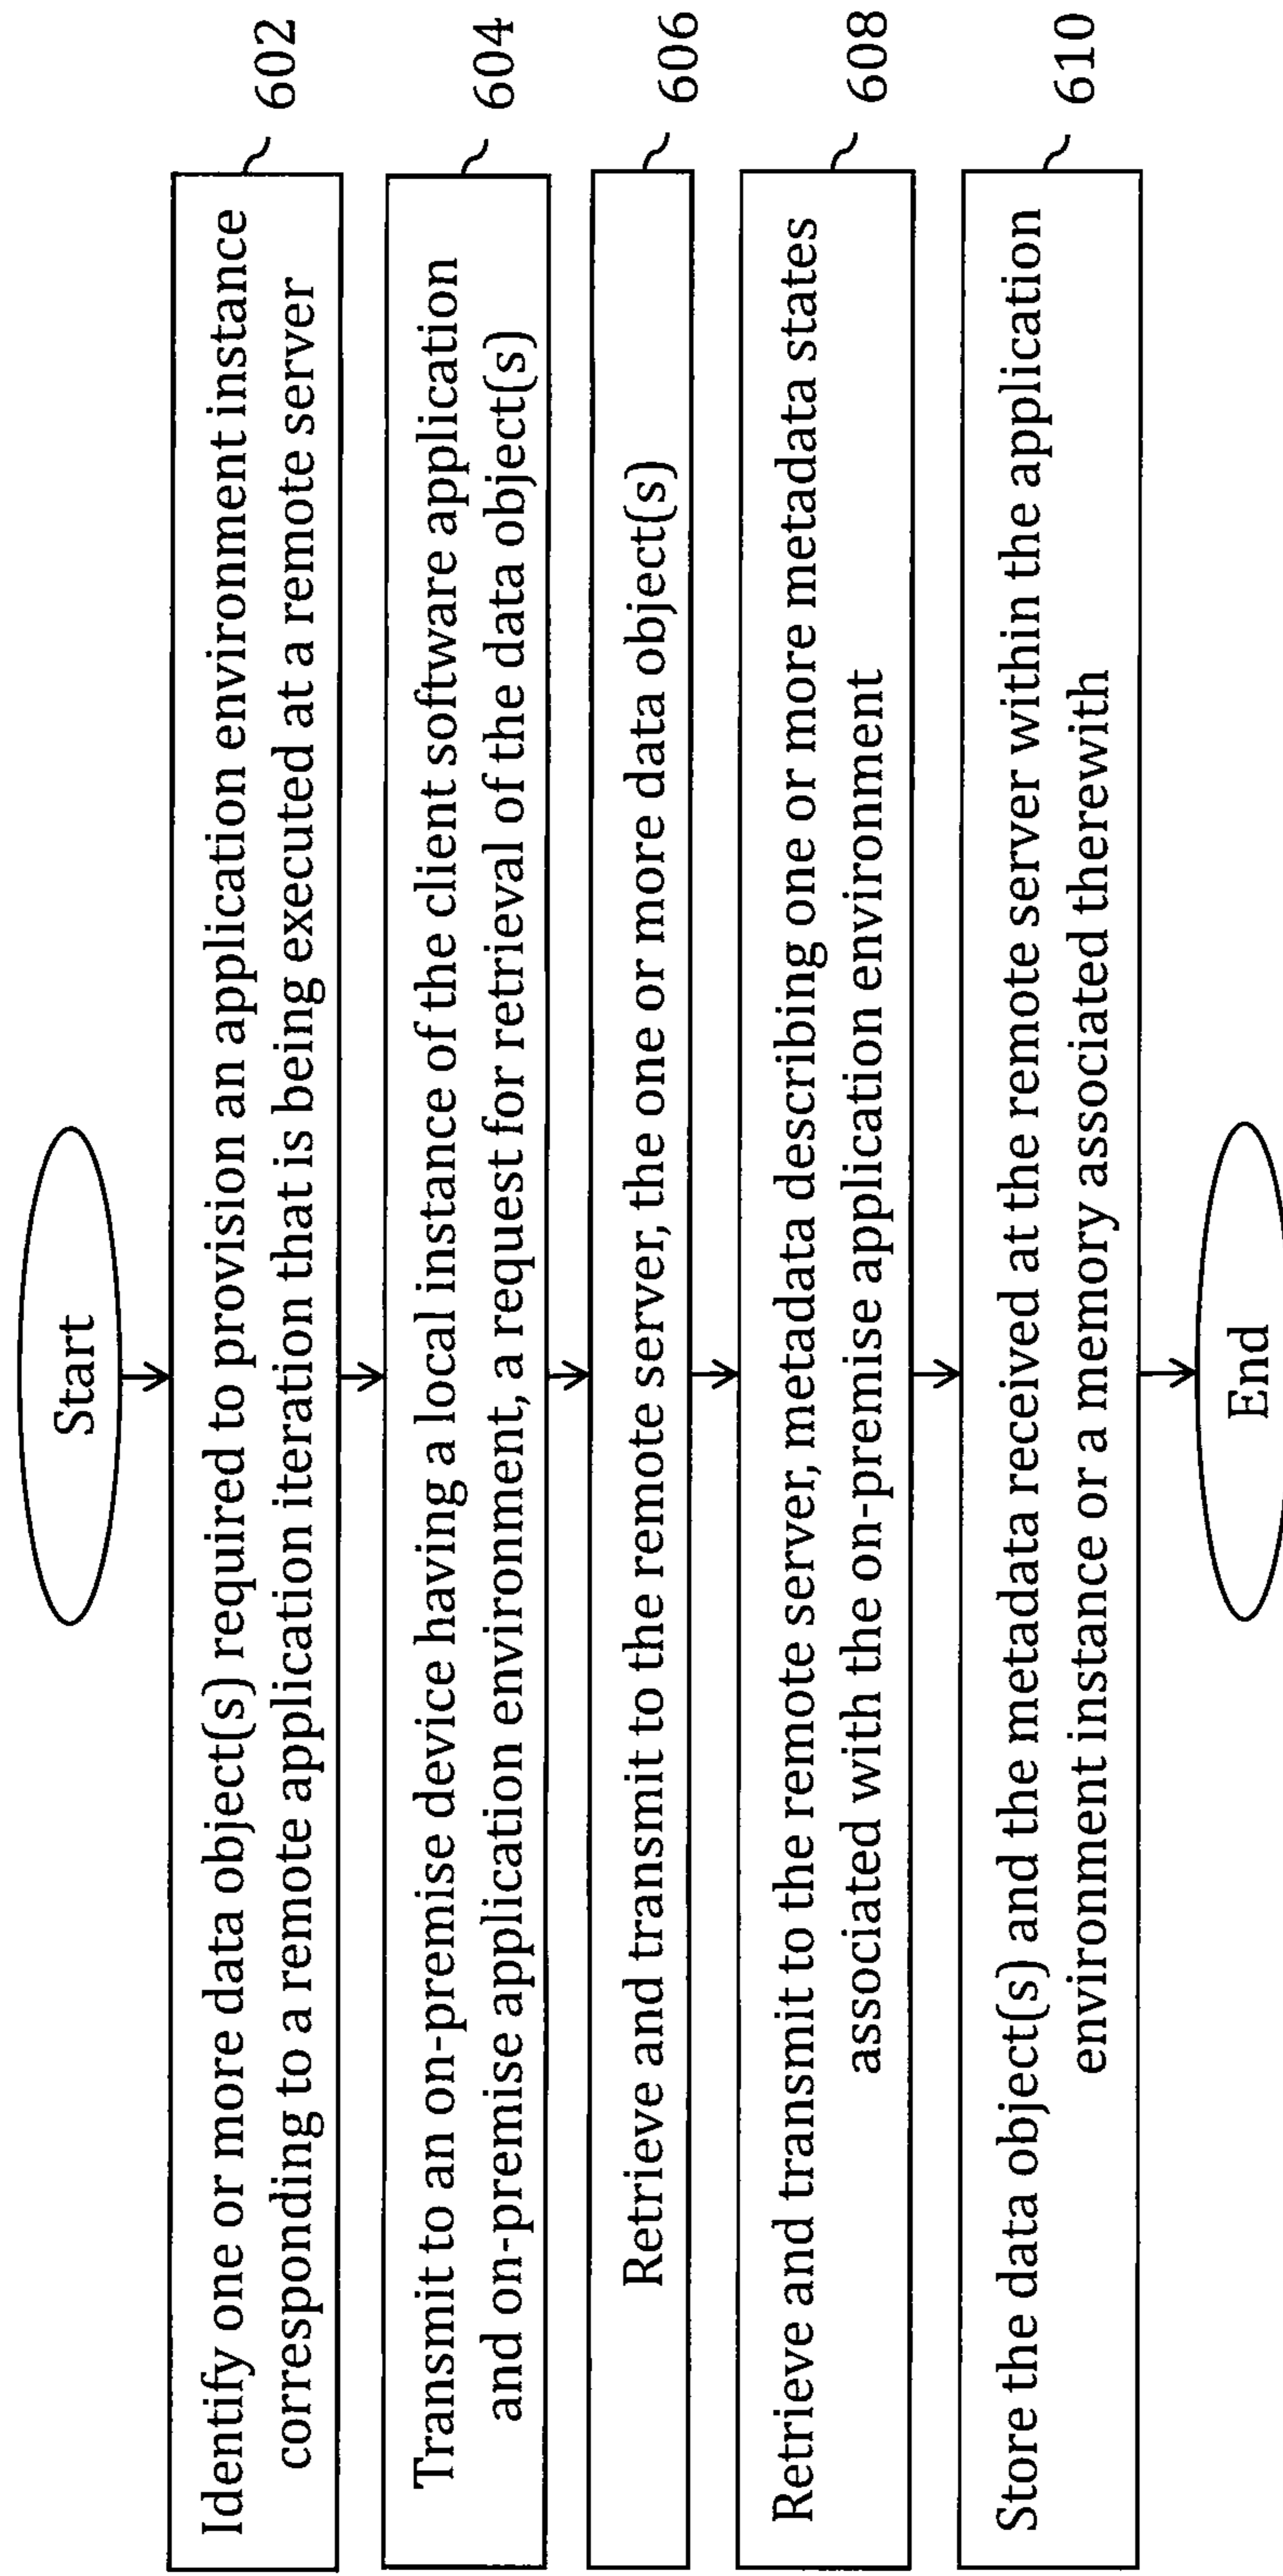 Start
Identify one or more data object(s) required to provision an application environment instance
corresponding to a remote application iteration that is being executed at a remote server
602
Transmit to an on-premise device having a local instance of the client software application
and on-premise application environment, a request for retrieval of the data object(s)
604
Retrieve and transmit to the remote server, the one or more data object(s)
606
Retrieve and transmit to the remote server, metadata describing one or more metadata states
associated with the on-premise application environment
608
Store the data object(s) and the metadata received at the remote server within the application
environment instance or a memory associated therewith
610
End